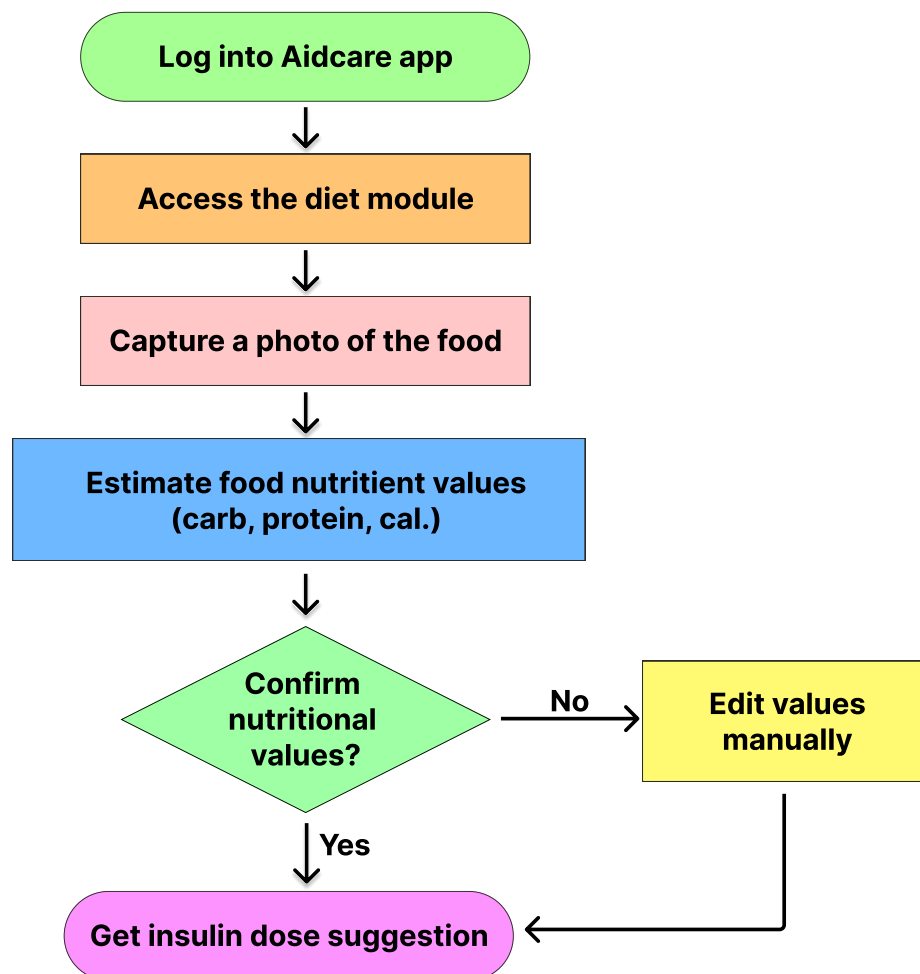 Log into Aidcare app
Access the diet module
Capture a photo of the food
Estimate food nutritient values
(carb, protein, cal.)
Confirm
nutritional
values?
No
Edit values
manually
Yes
Get insulin dose suggestion